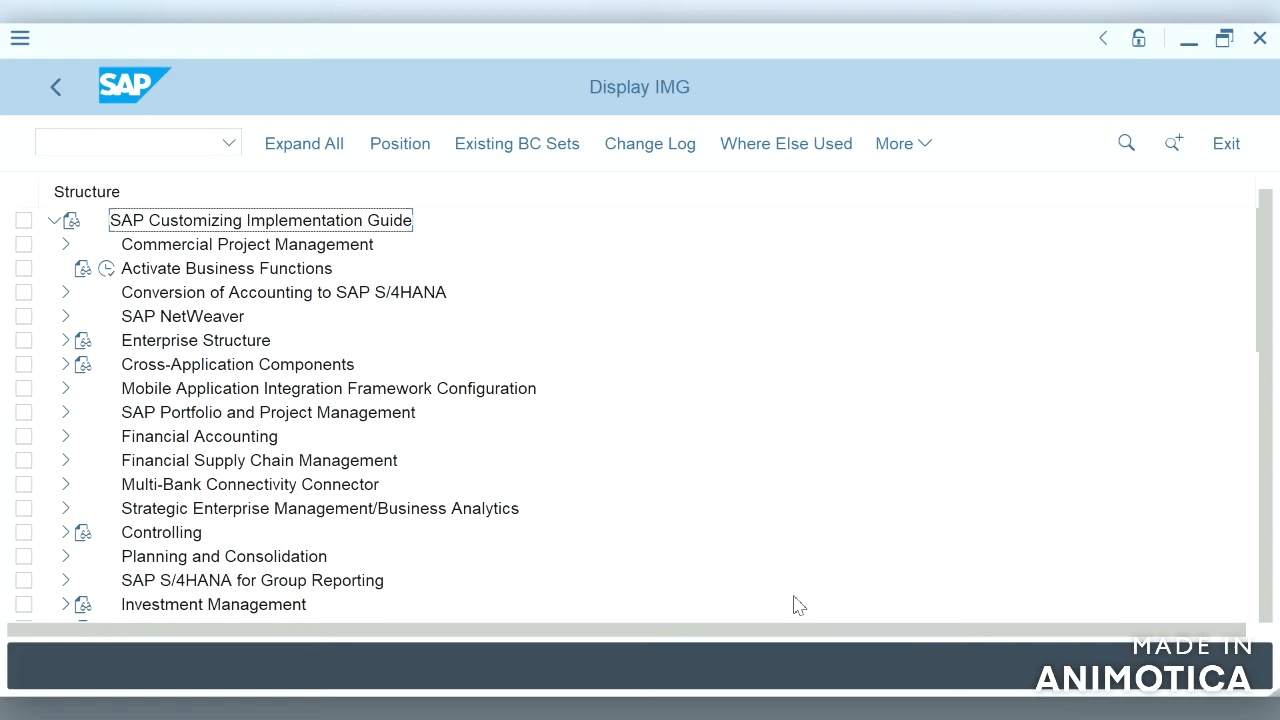 SAP
Display IMG
Expand All
Position
Existing BC Sets
Change Log
Where Else Used
More
Exit
Structure
SAP Customizing Implementation Guide
Commercial Project Management
Activate Business Functions
Conversion of Accounting to SAP S/4HANA
SAP NetWeaver
Enterprise Structure
Cross-Application Components
Mobile Application Integration Framework Configuration
SAP Portfolio and Project Management
Financial Accounting
Financial Supply Chain Management
Multi-Bank Connectivity Connector
Strategic Enterprise Management/Business Analytics
Controlling
Planning and Consolidation
SAP S/4HANA for Group Reporting
Investment Management
MADE IN
ANIMOTICA